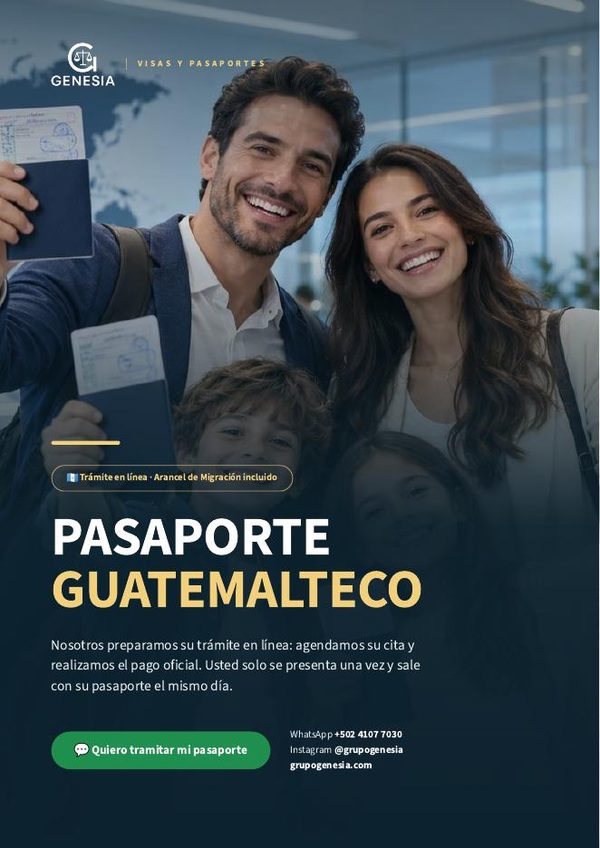 GENESIA
VISAS Y PASAPORTES
🇬🇹 Trámite en línea · Arancel de Migración incluido
PASAPORTE
GUATEMALTECO
Nosotros preparamos su trámite en línea: agendamos su cita y
realizamos el pago oficial. Usted solo se presenta una vez y sale
con su pasaporte el mismo día.
💬 Quiero tramitar mi pasaporte
WhatsApp +502 4107 7030
Instagram @grupogenesia
grupogenesia.com